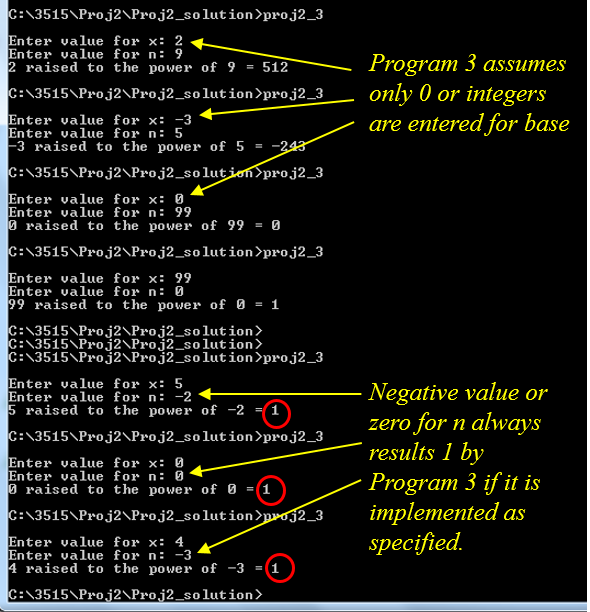 C:\3515\Proj2\Proj2_solution>proj2_3
Enter value for x: 2
Enter value for n: 9
2 raised to the power of 9 = 512
C:\3515\Proj2\Proj2_solution>proj2_3
Enter value for x: -3
Enter value for n: 5
-3 raised to the power of 5 = -243
C:\3515\Proj2\Proj2_solution>proj2_3
Enter value for x: 0
Enter value for n: 99
0 raised to the power of 99 = 0
C:\3515\Proj2\Proj2_solution>proj2_3
Enter value for x: 99
Enter value for n: 0
99 raised to the power of 0 = 1
C:\3515\Proj2\Proj2_solution>
C:\3515\Proj2\Proj2_solution>
C:\3515\Proj2\Proj2_solution>proj2_3
Enter value for x: 5
Enter value for n: -2
5 raised to the power of -2 = 1
C:\3515\Proj2\Proj2_solution>proj2_3
Enter value for x: 0
Enter value for n: 0
0 raised to the power of 0 = 1
C:\3515\Proj2\Proj2_solution>proj2_3
Enter value for x: 4
Enter value for n: -3
4 raised to the power of -3 = 1
C:\3515\Proj2\Proj2_solution>
Program 3 assumes
only 0 or integers
are entered for base
Negative value or
zero for n always
results 1 by
Program 3 if it is
implemented as
specified.